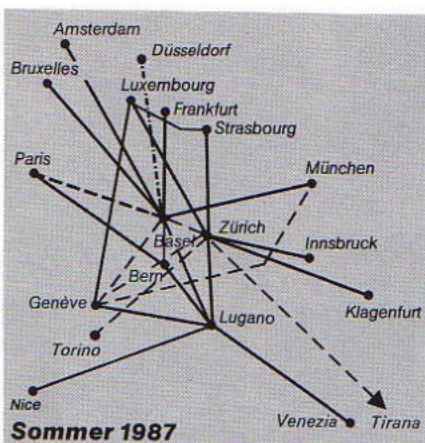 Amsterdam
Düsseldorf
Bruxelles
Luxembourg
Frankfurt
Strasbourg
Paris
München
Basel
Zürich
Innsbruck
Bern
Genève
Klagenfurt
Lugano
Torino
Nice
Venezia
Tirana
Sommer 1987